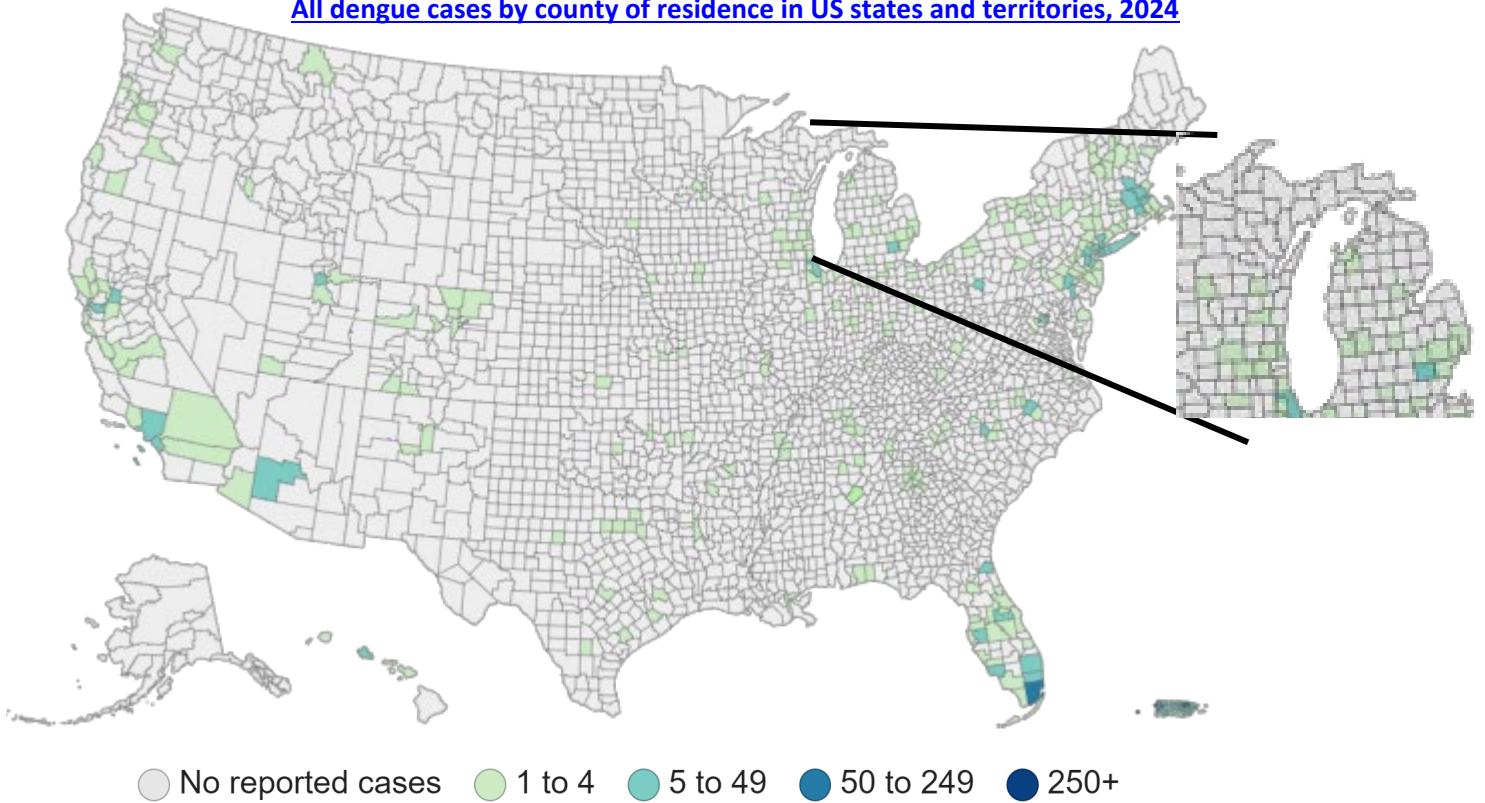 All dengue cases by county of residence in US states and territories, 2024
No reported cases 1 to 4 5 to 49 50 to 249 250+